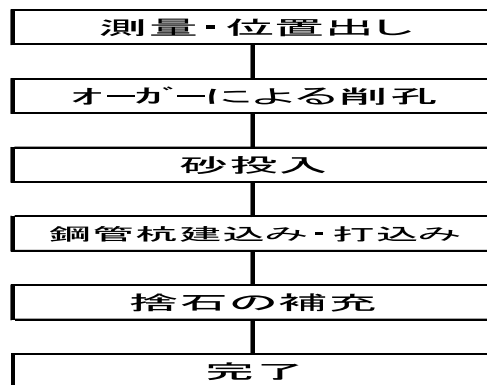 測量・位置出し
オーガーによる削孔
砂投入
鋼管杭建込み・打込み
捨石の補充
完了